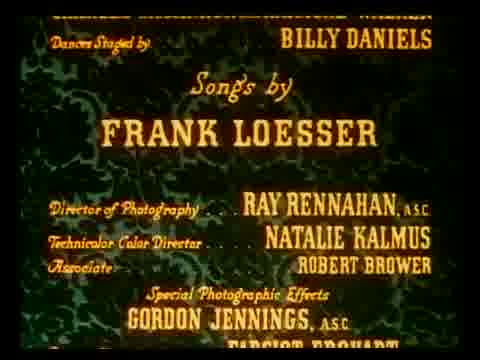 Dances Staged by BILLY DANIELS
Songs by
FRANK LOESSER
Director of Photography . . . RAY RENNAHAN, A.S.C.
Technicolor Color Director . . . . NATALIE KALMUS
Associate . . . ROBERT BROWER
Special Photographic Effects
GORDON JENNINGS, A.S.C.